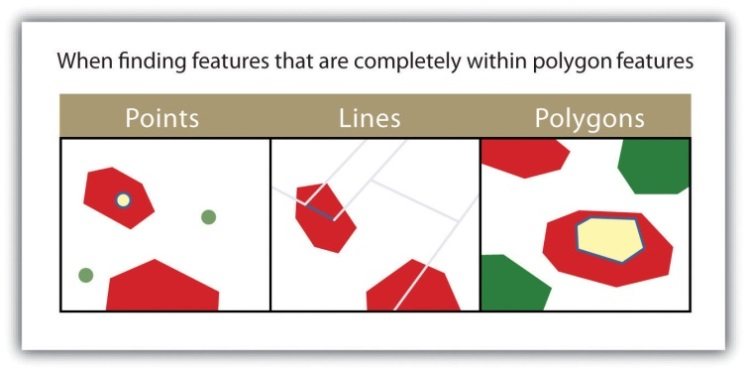 When finding features that are completely within polygon features
Points Lines Polygons